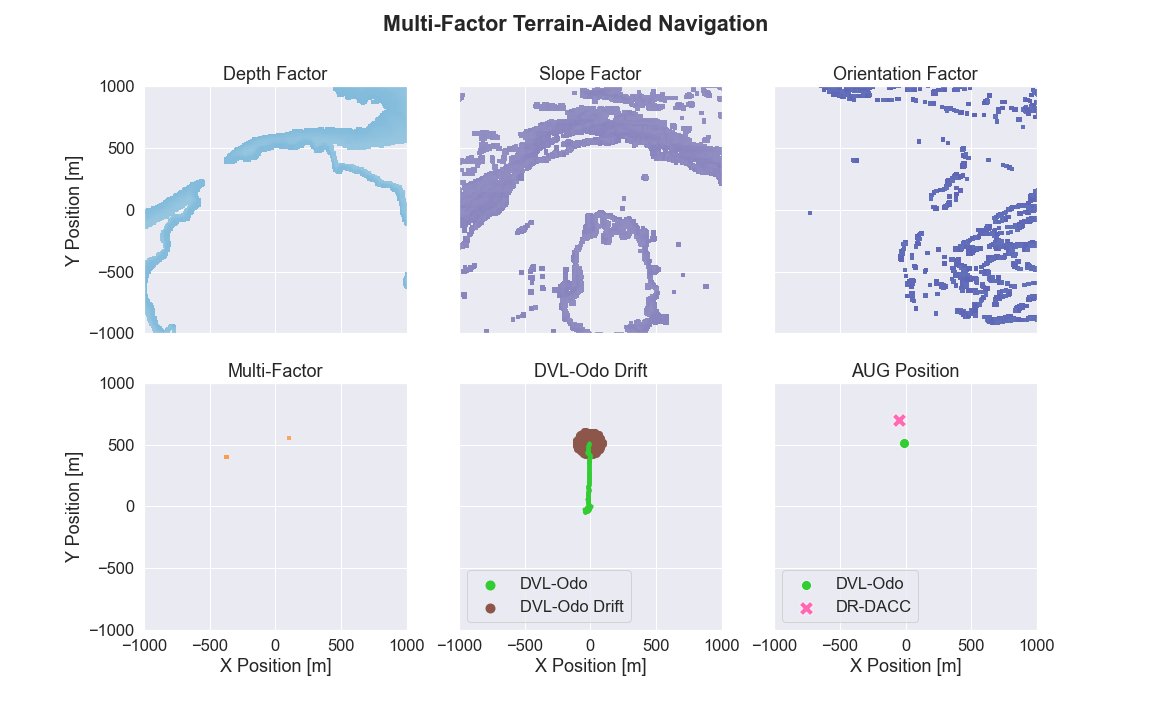 Multi-Factor Terrain-Aided Navigation
Depth Factor
Slope Factor
Orientation Factor
1000
500
0
−500
−1000
Y Position [m]
Multi-Factor
DVL-Odo Drift
AUG Position
1000
500
0
−500
−1000
Y Position [m]
DVL-Odo
DVL-Odo Drift
DVL-Odo
DR-DACC
−1000 −500 0 500 1000
−1000 −500 0 500 1000
−1000 −500 0 500 1000
X Position [m]
X Position [m]
X Position [m]